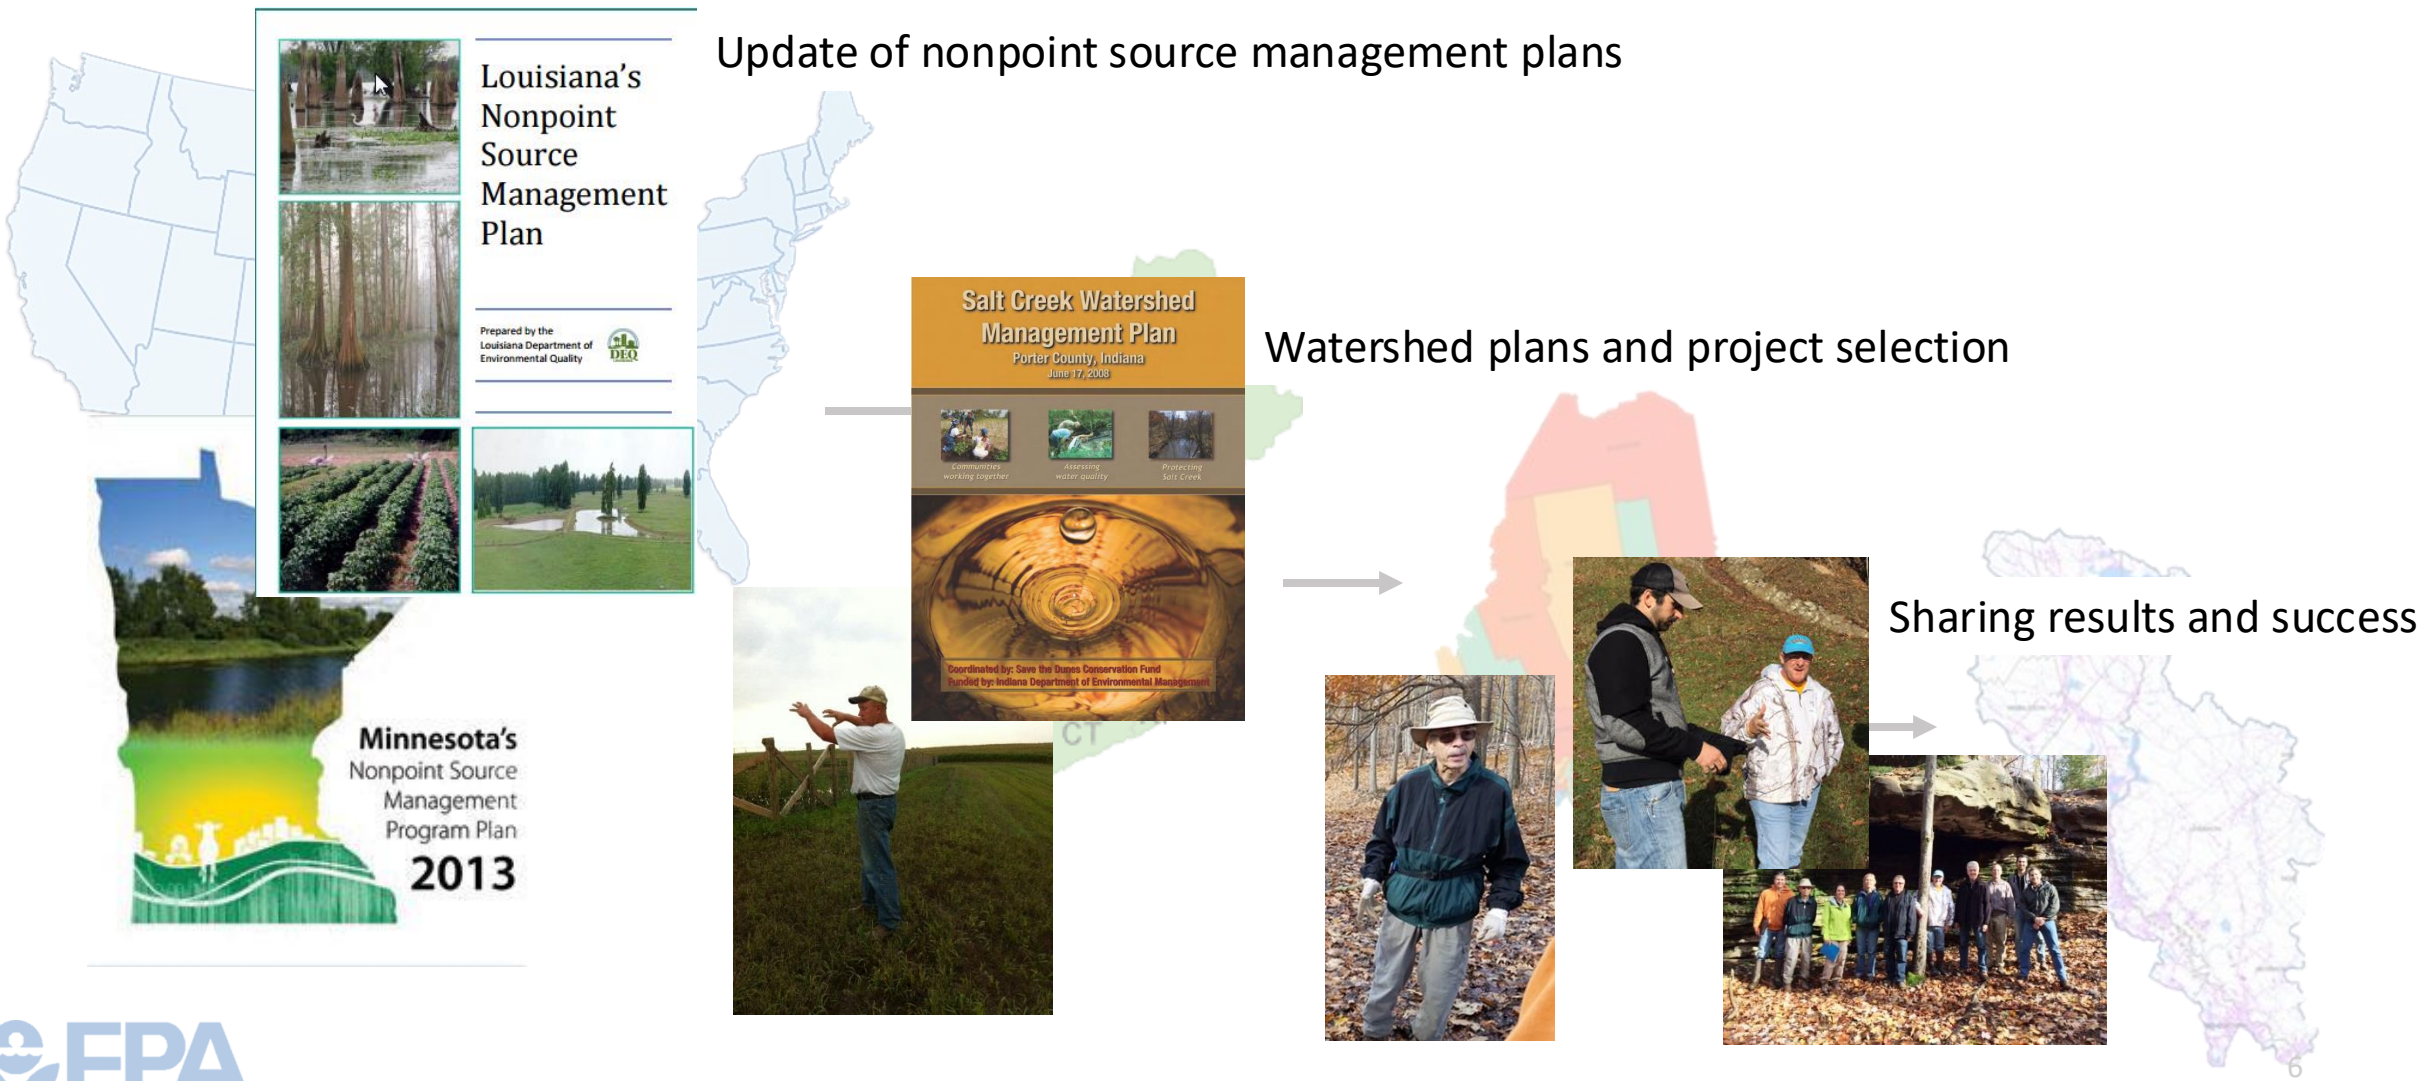 Update of nonpoint source management plans
Louisiana's
Nonpoint
Source
Management
Plan
Prepared by the
Louisiana Department of
Environmental Quality
DEQ
Salt Creek Watershed
Management Plan
Porter County, Indiana
June 17, 2008
Communities
working together
Assessing
water quality
Protecting
Salt Creek
Coordinated by: Save the Dunes Conservation Fund
Funded by: Indiana Department of Environmental Management
Watershed plans and project selection
Sharing results and success
CT
Minnesota's
Nonpoint Source
Management
Program Plan
2013
EPA
6